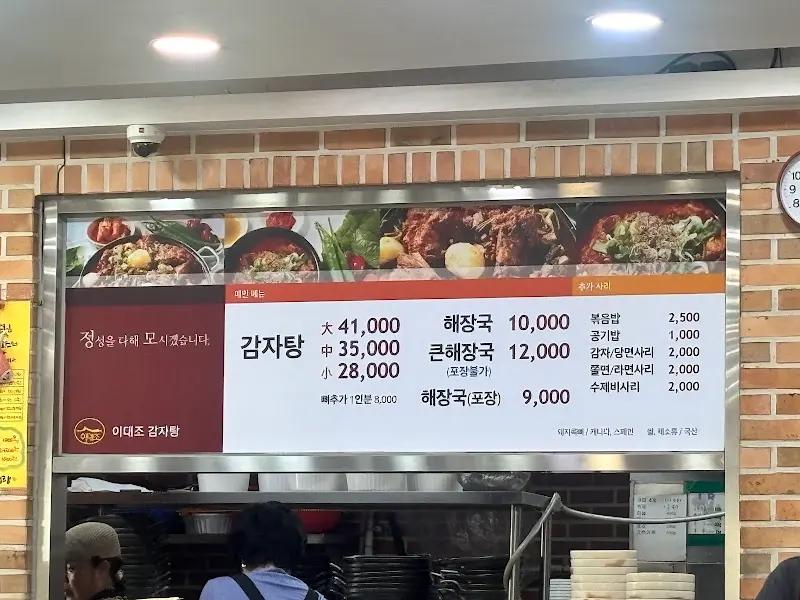 정성을 다해 모시겠습니다.
이대조
이대조 감자탕
메인 메뉴
감자탕
大 41,000
中 35,000
小 28,000
뼈추가 1인분 8,000
해장국 10,000
큰해장국 12,000
(포장불가)
해장국(포장) 9,000
추가 사리
볶음밥 2,500
공기밥 1,000
감자/당면사리 2,000
쫄면/라면사리 2,000
수제비사리 2,000
돼지목뼈 / 캐나다, 스페인 쌀, 채소류 / 국산
10
9
8